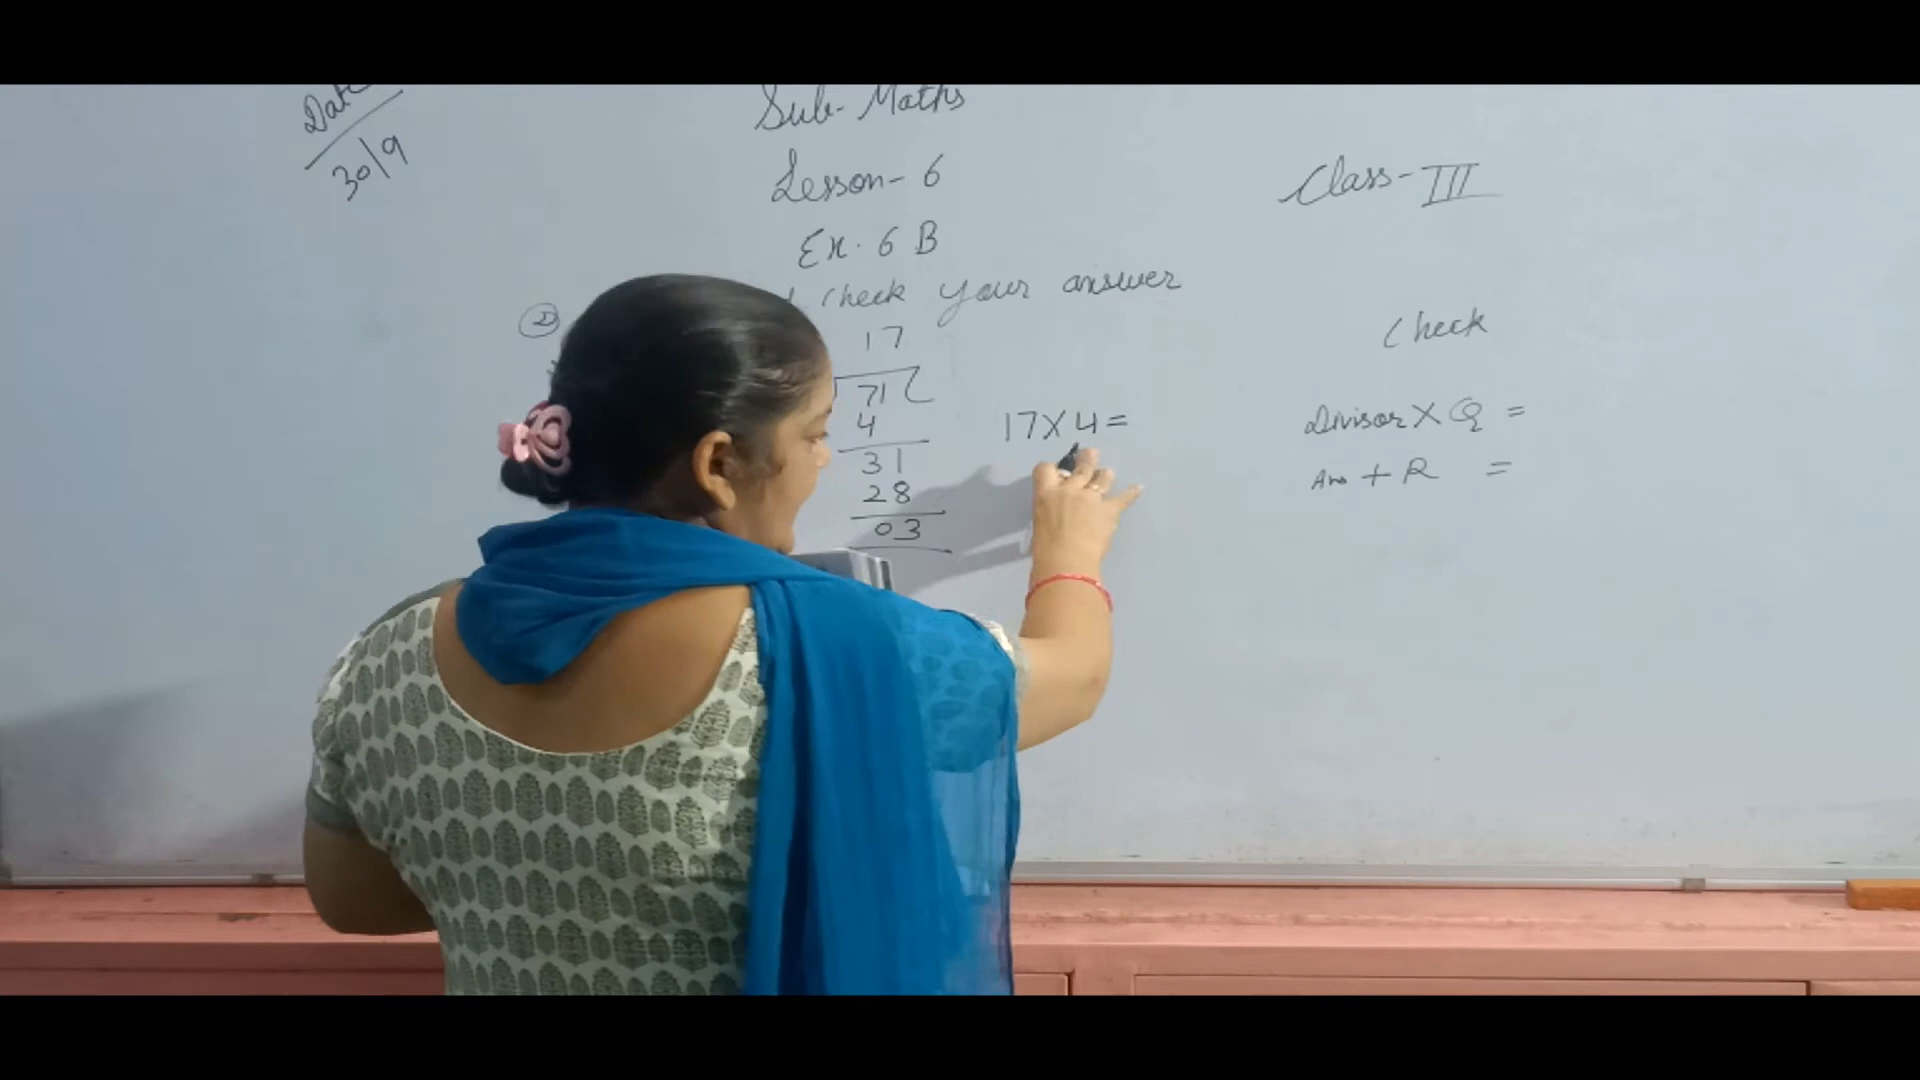 Date
30/9
Sub- Maths
Lesson- 6
Class- III
Ex. 6 B
check your answer
2
17
71
4
31
28
03
17X4=
Check
Divisor X Q =
Ans + R =